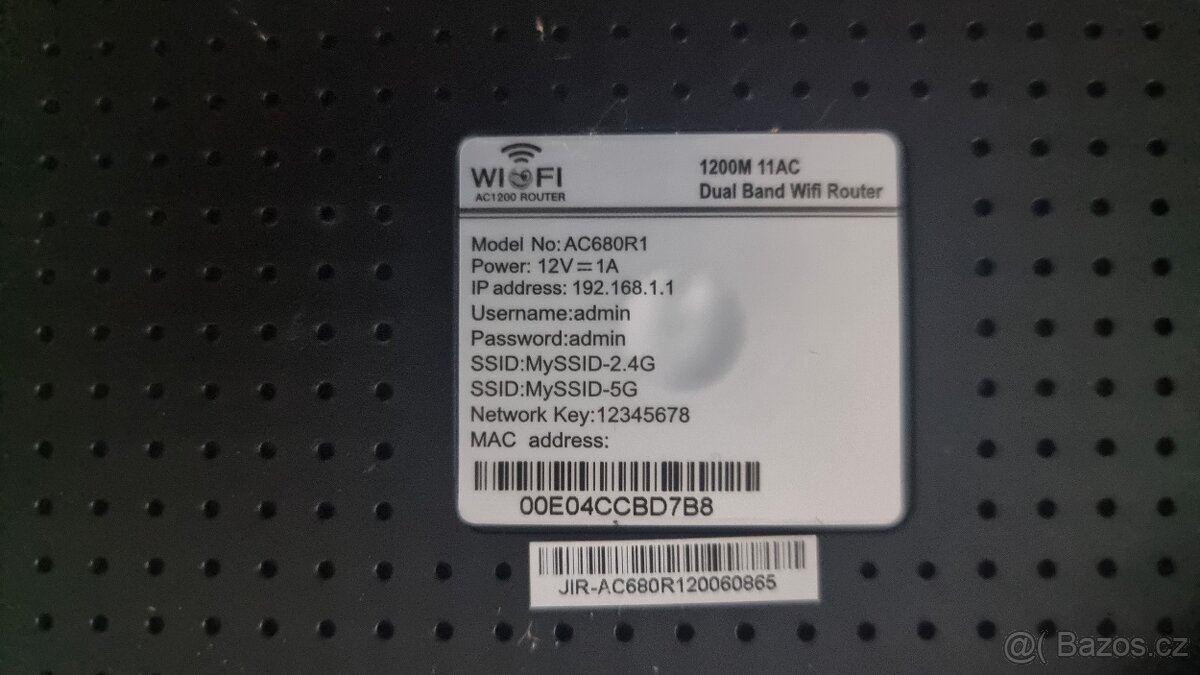 WI FI
AC1200 ROUTER
1200M 11AC
Dual Band Wifi Router
Model No:AC680R1
Power: 12V⎓1A
IP address: 192.168.1.1
Username:admin
Password:admin
SSID:MySSID-2.4G
SSID:MySSID-5G
Network Key:12345678
MAC address:
00E04CCBD7B8
JIR-AC680R120060865
@( Bazos.cz